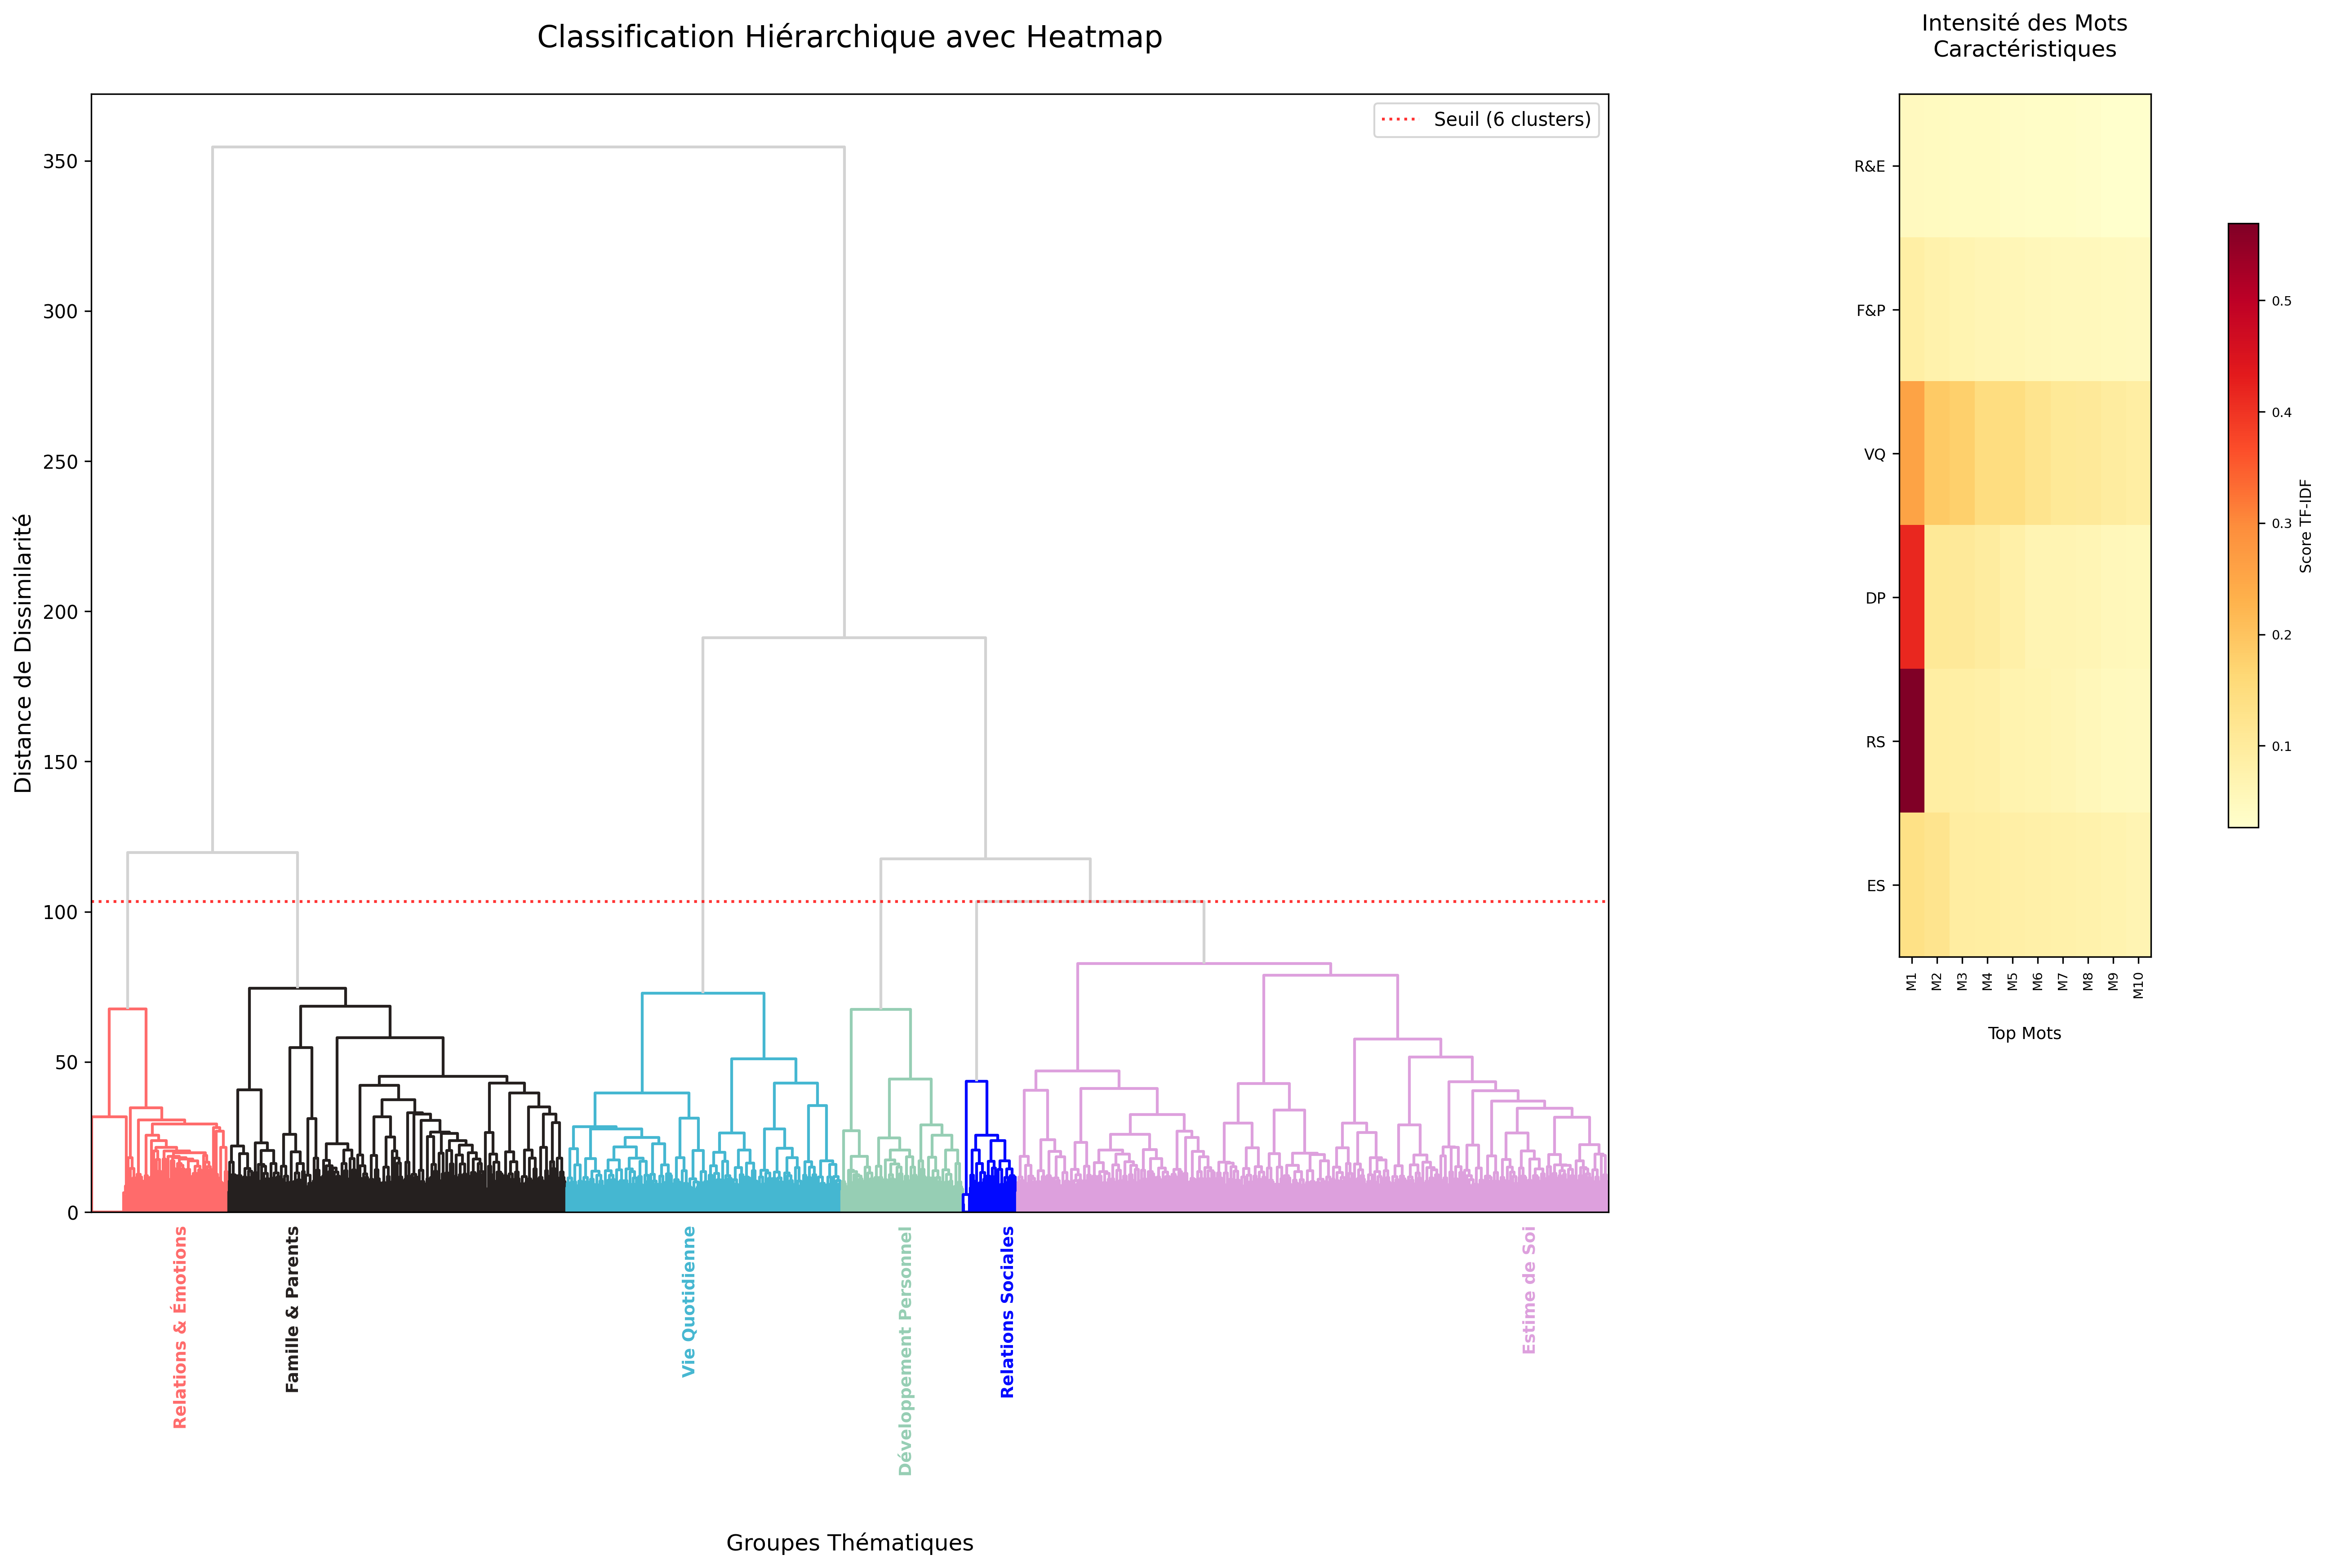 Classification Hiérarchique avec Heatmap
Seuil (6 clusters)
Distance de Dissimilarité
350
300
250
200
150
100
50
0
Relations & Émotions
Famille & Parents
Vie Quotidienne
Développement Personnel
Relations Sociales
Estime de Soi
Groupes Thématiques
Intensité des Mots
Caractéristiques
R&E
F&P
VQ
DP
RS
ES
M1
M2
M3
M4
M5
M6
M7
M8
M9
M10
Top Mots
0.5
0.4
0.3
0.2
0.1
Score TF-IDF